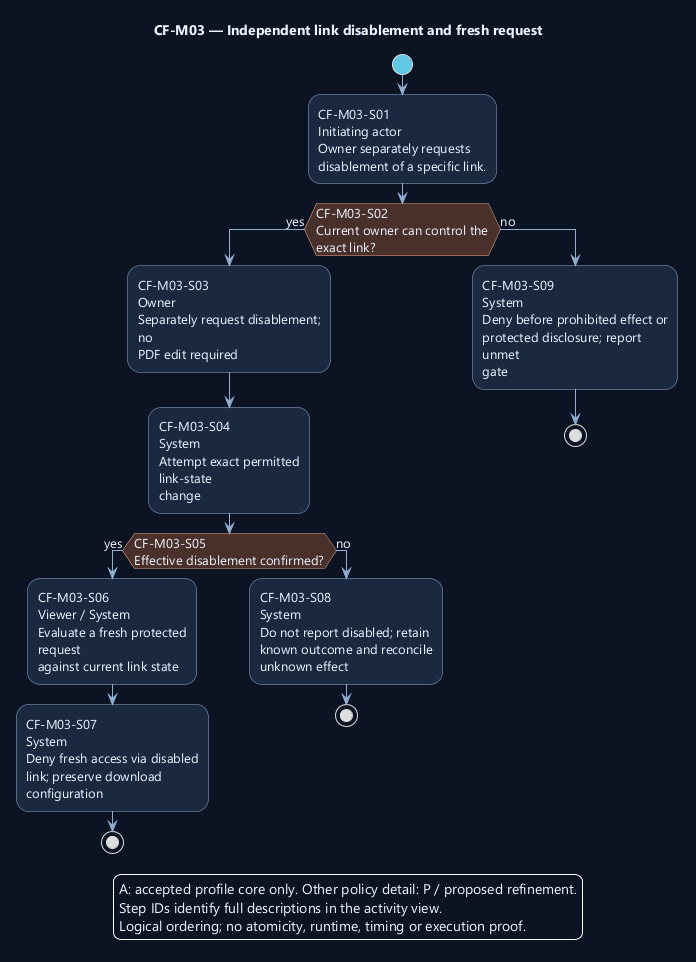 CF-M03 — Independent link disablement and fresh request
CF-M03-S01
Initiating actor
Owner separately requests
disablement of a specific link.
CF-M03-S02
Current owner can control the
exact link?
yes
no
CF-M03-S03
Owner
Separately request disablement;
no
PDF edit required
CF-M03-S09
System
Deny before prohibited effect or
protected disclosure; report
unmet
gate
CF-M03-S04
System
Attempt exact permitted
link-state
change
CF-M03-S05
Effective disablement confirmed?
yes
no
CF-M03-S06
Viewer / System
Evaluate a fresh protected
request
against current link state
CF-M03-S08
System
Do not report disabled; retain
known outcome and reconcile
unknown effect
CF-M03-S07
System
Deny fresh access via disabled
link; preserve download
configuration
A: accepted profile core only. Other policy detail: P / proposed refinement.
Step IDs identify full descriptions in the activity view.
Logical ordering; no atomicity, runtime, timing or execution proof.